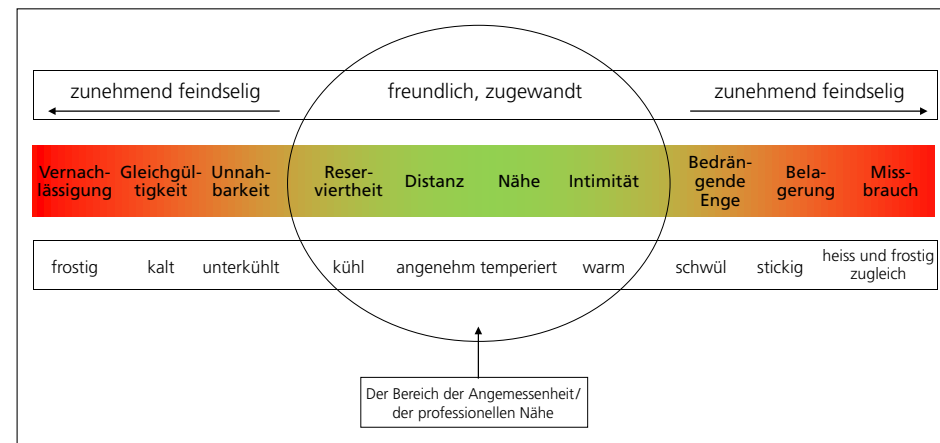 zunehmend feindselig freundlich, zugewandt zunehmend feindselig
Vernach-
lässigung
Gleichgül-
tigkeit
Unnah-
barkeit
Reser-
viertheit
Distanz
Nähe
Intimität
Bedrän-
gende
Enge
Bela-
gerung
Miss-
brauch
frostig kalt unterkühlt kühl angenehm temperiert warm schwül stickig heiss und frostig
zugleich
Der Bereich der Angemessenheit/
der professionellen Nähe